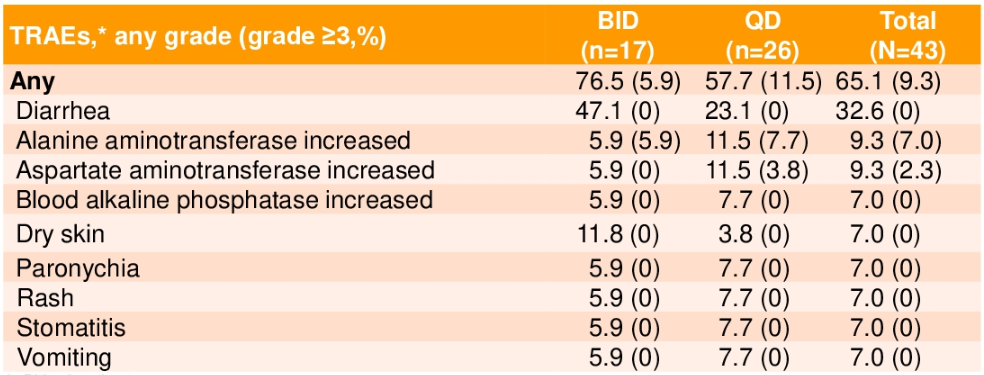 TRAEs,* any grade (grade ≥3,%) BID (n=17) QD (n=26) Total (N=43)
Any 76.5 (5.9) 57.7 (11.5) 65.1 (9.3)
Diarrhea 47.1 (0) 23.1 (0) 32.6 (0)
Alanine aminotransferase increased 5.9 (5.9) 11.5 (7.7) 9.3 (7.0)
Aspartate aminotransferase increased 5.9 (0) 11.5 (3.8) 9.3 (2.3)
Blood alkaline phosphatase increased 5.9 (0) 7.7 (0) 7.0 (0)
Dry skin 11.8 (0) 3.8 (0) 7.0 (0)
Paronychia 5.9 (0) 7.7 (0) 7.0 (0)
Rash 5.9 (0) 7.7 (0) 7.0 (0)
Stomatitis 5.9 (0) 7.7 (0) 7.0 (0)
Vomiting 5.9 (0) 7.7 (0) 7.0 (0)